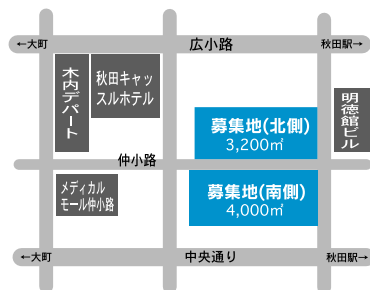 ←大町
広小路
秋田駅→
木内デパート
秋田キャッ
スルホテル
募集地(北側)
3,200㎡
明徳館ビル
仲小路
メディカル
モール仲小路
募集地(南側)
4,000㎡
←大町
中央通り
秋田駅→